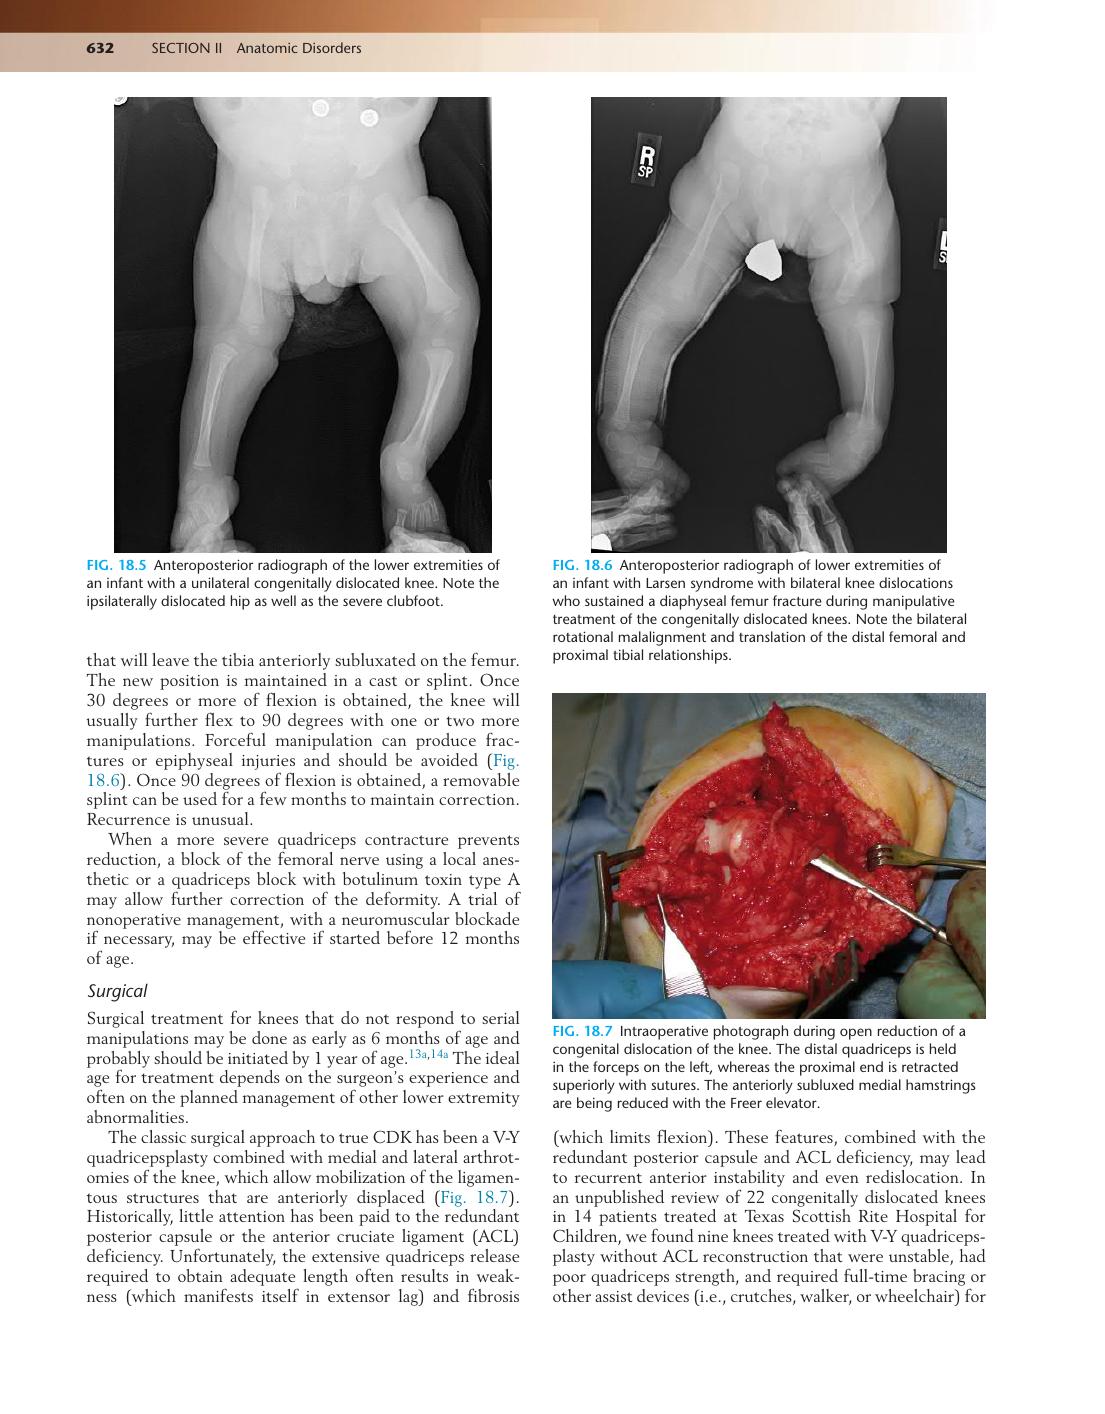 632 SECTION II Anatomic Disorders
R
SP
L
S
FIG. 18.5 Anteroposterior radiograph of the lower extremities of
an infant with a unilateral congenitally dislocated knee. Note the
ipsilaterally dislocated hip as well as the severe clubfoot.
FIG. 18.6 Anteroposterior radiograph of lower extremities of
an infant with Larsen syndrome with bilateral knee dislocations
who sustained a diaphyseal femur fracture during manipulative
treatment of the congenitally dislocated knees. Note the bilateral
rotational malalignment and translation of the distal femoral and
proximal tibial relationships.
that will leave the tibia anteriorly subluxated on the femur.
The new position is maintained in a cast or splint. Once
30 degrees or more of flexion is obtained, the knee will
usually further flex to 90 degrees with one or two more
manipulations. Forceful manipulation can produce frac-
tures or epiphyseal injuries and should be avoided (Fig.
18.6). Once 90 degrees of flexion is obtained, a removable
splint can be used for a few months to maintain correction.
Recurrence is unusual.
When a more severe quadriceps contracture prevents
reduction, a block of the femoral nerve using a local anes-
thetic or a quadriceps block with botulinum toxin type A
may allow further correction of the deformity. A trial of
nonoperative management, with a neuromuscular blockade
if necessary, may be effective if started before 12 months
of age.
Surgical
Surgical treatment for knees that do not respond to serial
manipulations may be done as early as 6 months of age and
probably should be initiated by 1 year of age.13a,14a The ideal
age for treatment depends on the surgeon's experience and
often on the planned management of other lower extremity
abnormalities.
The classic surgical approach to true CDK has been a V-Y
quadricepsplasty combined with medial and lateral arthrot-
omies of the knee, which allow mobilization of the ligamen-
tous structures that are anteriorly displaced (Fig. 18.7).
Historically, little attention has been paid to the redundant
posterior capsule or the anterior cruciate ligament (ACL)
deficiency. Unfortunately, the extensive quadriceps release
required to obtain adequate length often results in weak-
ness (which manifests itself in extensor lag) and fibrosis
FIG. 18.7 Intraoperative photograph during open reduction of a
congenital dislocation of the knee. The distal quadriceps is held
in the forceps on the left, whereas the proximal end is retracted
superiorly with sutures. The anteriorly subluxed medial hamstrings
are being reduced with the Freer elevator.
(which limits flexion). These features, combined with the
redundant posterior capsule and ACL deficiency, may lead
to recurrent anterior instability and even redislocation. In
an unpublished review of 22 congenitally dislocated knees
in 14 patients treated at Texas Scottish Rite Hospital for
Children, we found nine knees treated with V-Y quadriceps-
plasty without ACL reconstruction that were unstable, had
poor quadriceps strength, and required full-time bracing or
other assist devices (i.e., crutches, walker, or wheelchair) for